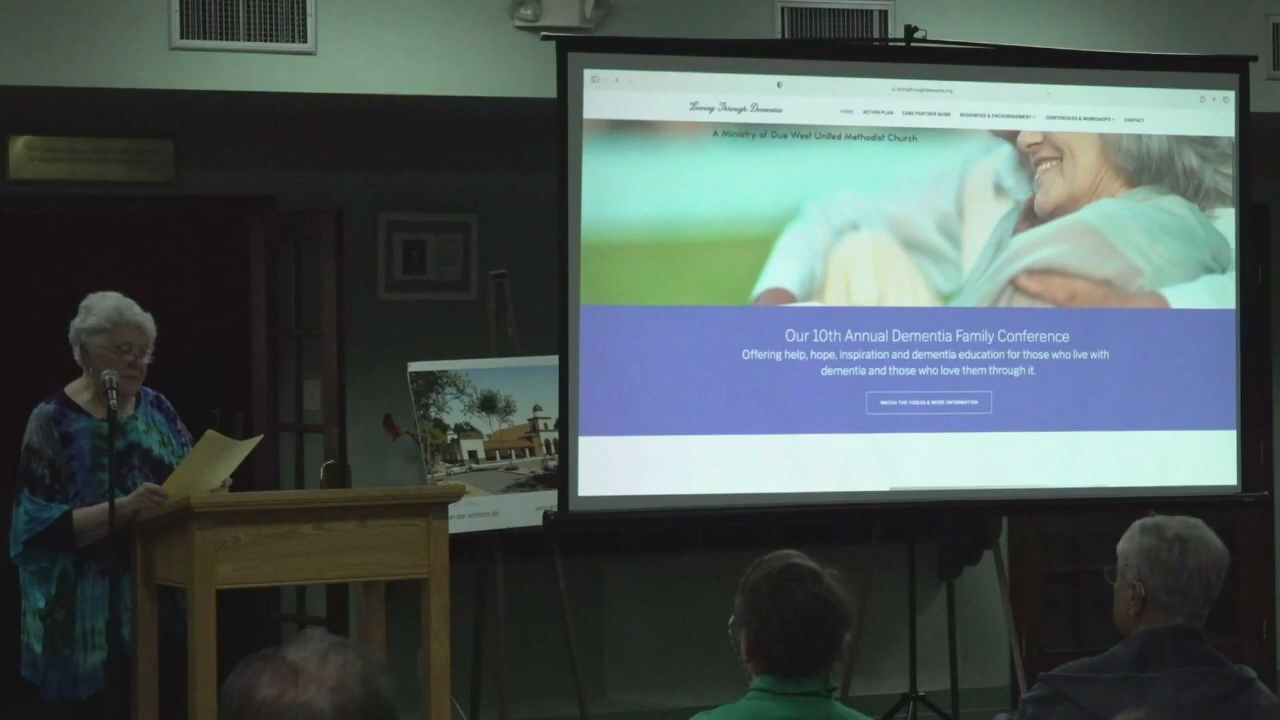 livingthroughdementia.org
Loving Through Dementia
HOME ACTION PLAN CARE PARTNER GUIDE RESOURCES & ENCOURAGEMENT CONFERENCES & WORKSHOPS CONTACT
A Ministry of Due West United Methodist Church
Our 10th Annual Dementia Family Conference
Offering help, hope, inspiration and dementia education for those who live with
dementia and those who love them through it.
WATCH THE VIDEOS & MORE INFORMATION